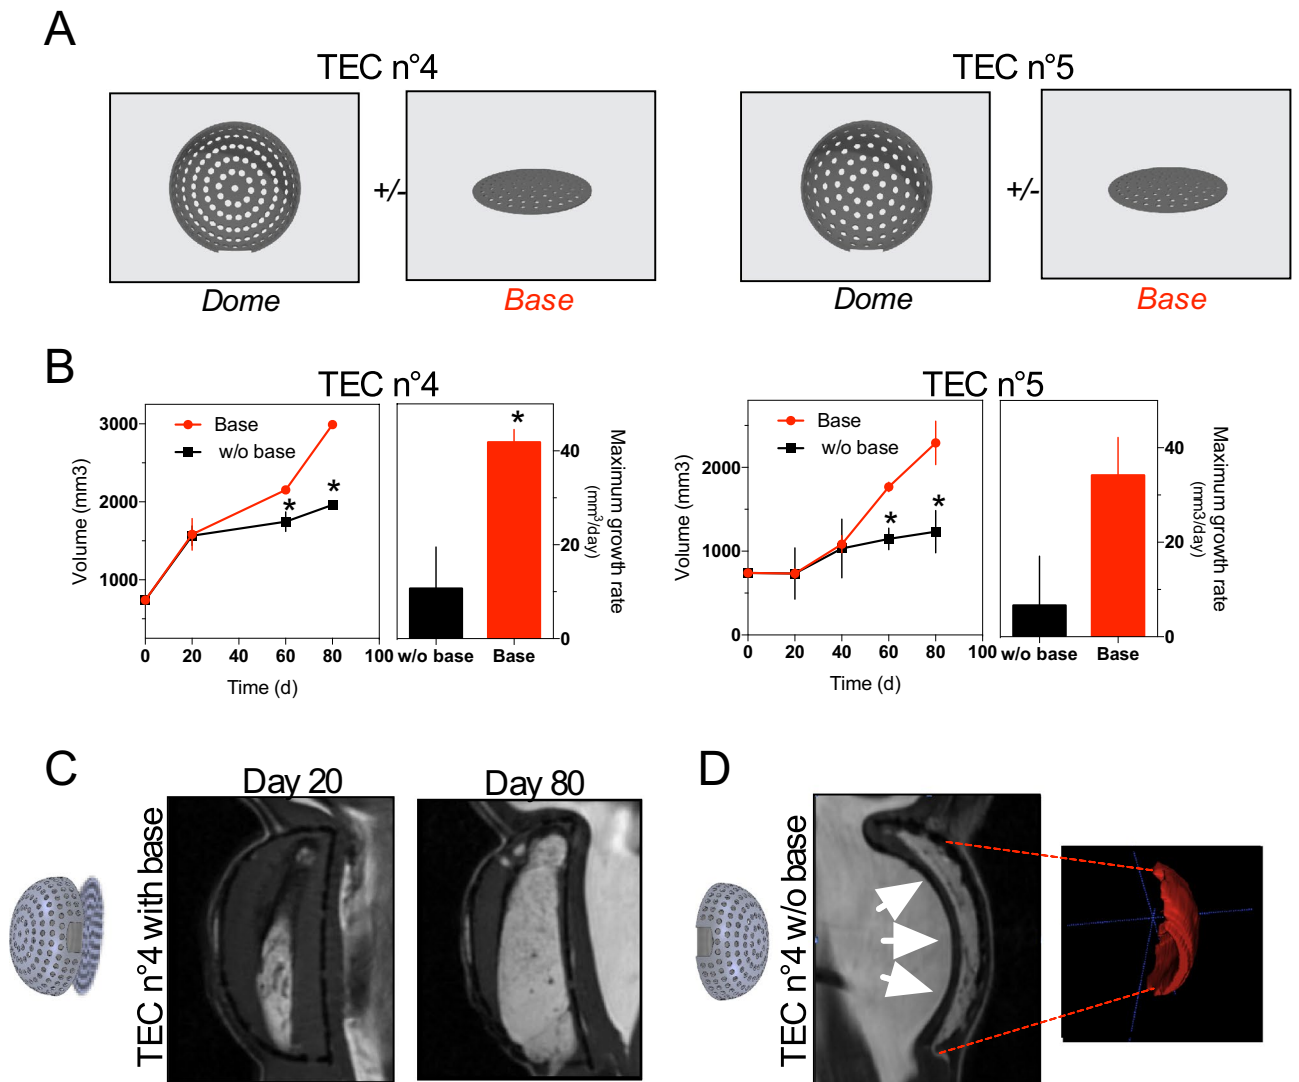 A
TEC n°4
TEC n°5
+/-
+/-
Dome
Base
Dome
Base
B
TEC n°4
TEC n°5
Volume (mm3)
3000
2000
1000
Base
w/o base
*
*
0
20
40
60
80
100
Time (d)
*
40
20
0
w/o base
Base
Maximum growth rate
(mm3/day)
Volume (mm3)
2000
1000
0
Base
w/o base
*
*
0
20
40
60
80
100
Time (d)
40
20
0
w/o base
Base
Maximum growth rate
(mm3/day)
C
TEC n°4 with base
Day 20
Day 80
D
TEC n°4 w/o base